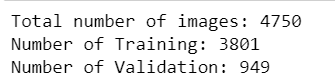 Total number of images: 4750
Number of Training: 3801
Number of Validation: 949